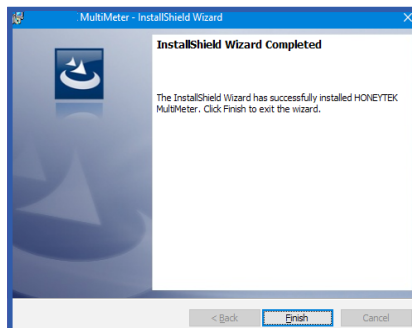 MultiMeter - InstallShield Wizard
InstallShield Wizard Completed
The InstallShield Wizard has successfully installed HONEYTEK
MultiMeter. Click Finish to exit the wizard.
< Back
Finish
Cancel